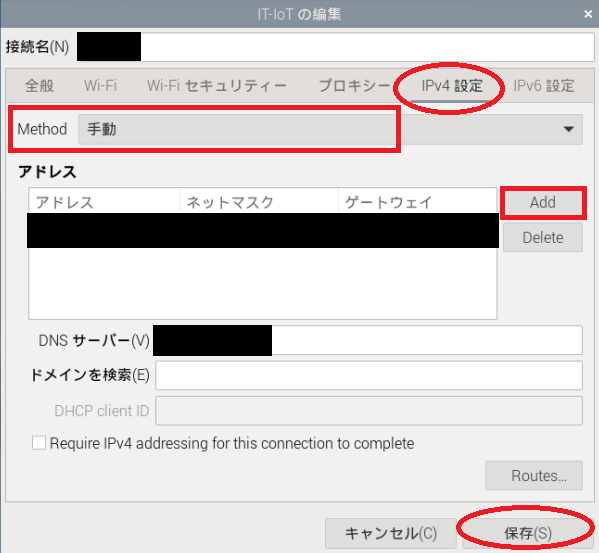 IT-IoT の編集
×
接続名(N)
全般 Wi-Fi Wi-Fi セキュリティー プロキシー IPv4 設定 IPv6 設定
Method 手動
アドレス
アドレス ネットマスク ゲートウェイ Add
Delete
DNS サーバー(V)
ドメインを検索(E)
DHCP client ID
Require IPv4 addressing for this connection to complete
Routes...
キャンセル(C) 保存(S)